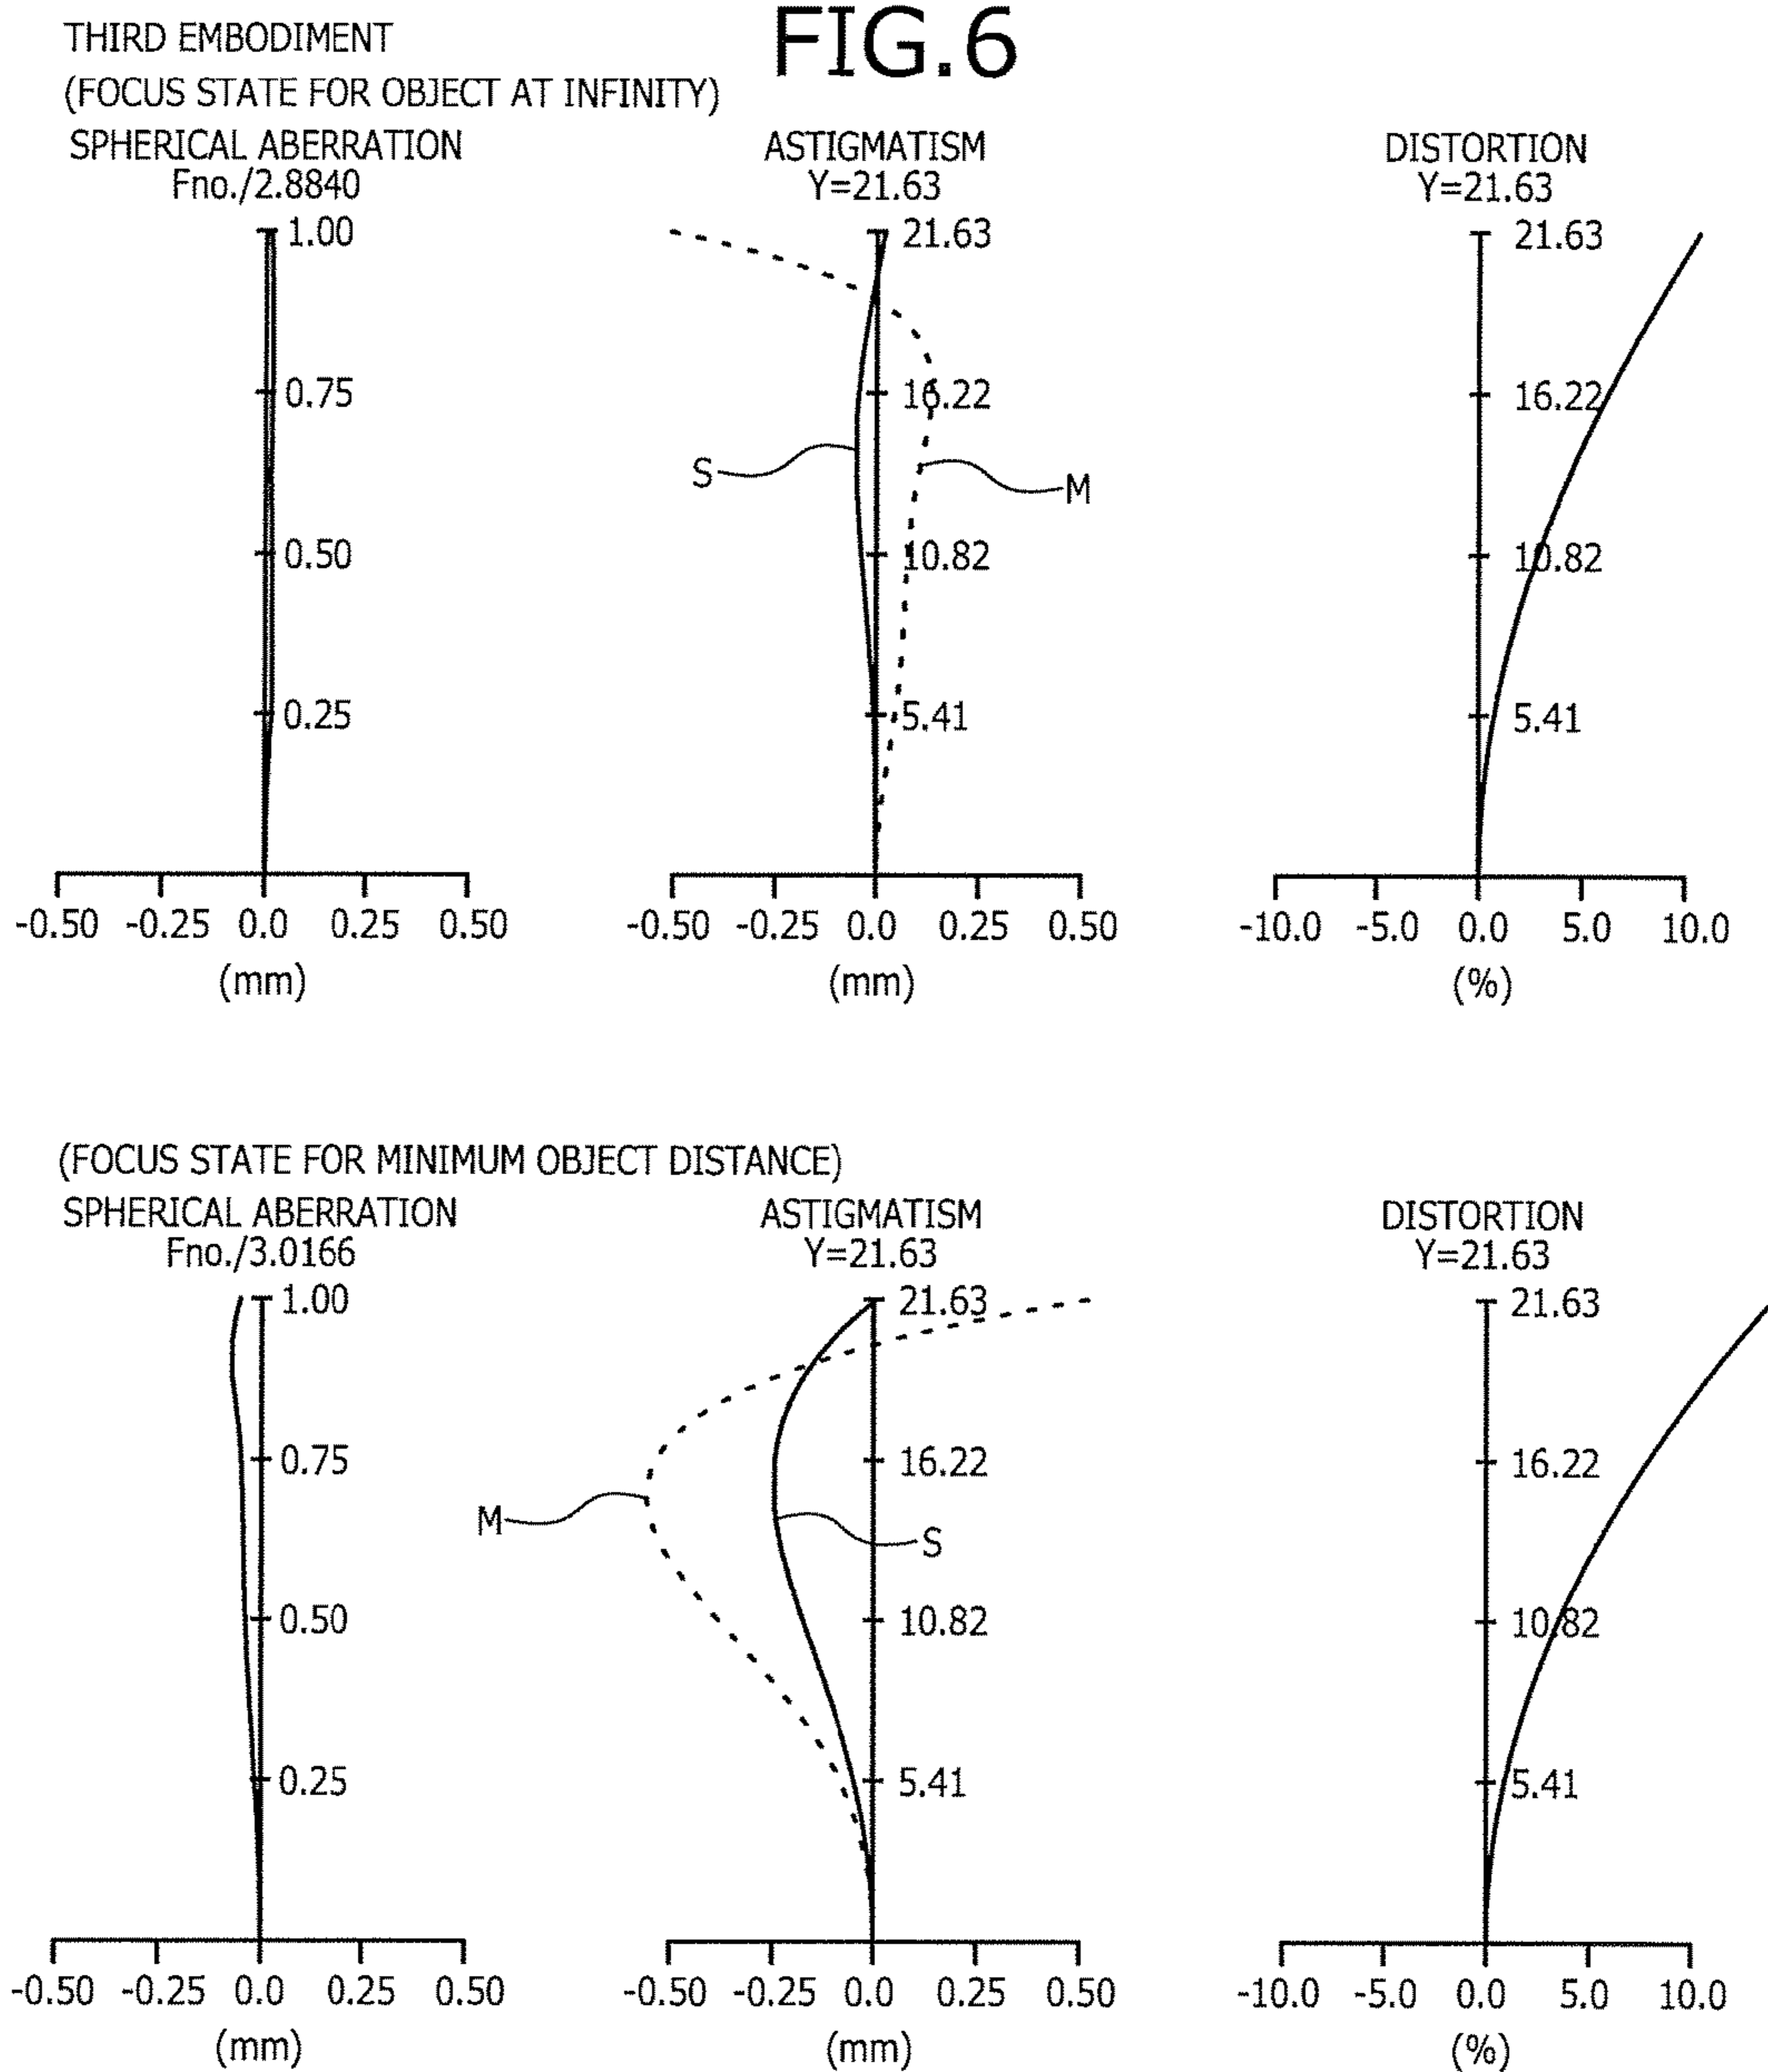 FIG.6
THIRD EMBODIMENT
(FOCUS STATE FOR OBJECT AT INFINITY)
SPHERICAL ABERRATION
Fno./2.8840
1.00
0.75
0.50
0.25
-0.50 -0.25 0.0 0.25 0.50
(mm)
ASTIGMATISM
Y=21.63
21.63
16.22
S
M
10.82
5.41
-0.50 -0.25 0.0 0.25 0.50
(mm)
DISTORTION
Y=21.63
21.63
16.22
10.82
5.41
-10.0 -5.0 0.0 5.0 10.0
(%)
(FOCUS STATE FOR MINIMUM OBJECT DISTANCE)
SPHERICAL ABERRATION
Fno./3.0166
1.00
0.75
0.50
0.25
-0.50 -0.25 0.0 0.25 0.50
(mm)
ASTIGMATISM
Y=21.63
21.63
16.22
M
S
10.82
5.41
-0.50 -0.25 0.0 0.25 0.50
(mm)
DISTORTION
Y=21.63
21.63
16.22
10.82
5.41
-10.0 -5.0 0.0 5.0 10.0
(%)